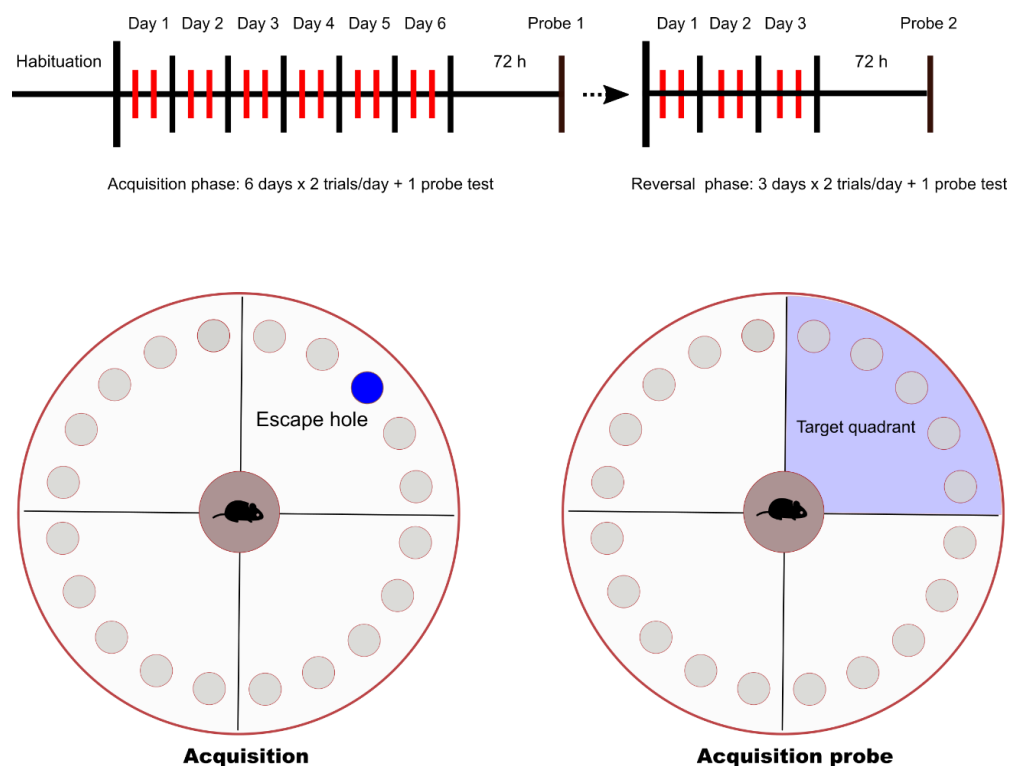 Day 1 Day 2 Day 3 Day 4 Day 5 Day 6 Probe 1 Day 1 Day 2 Day 3 Probe 2
Habituation 72 h 72 h
Acquisition phase: 6 days x 2 trials/day + 1 probe test
Reversal phase: 3 days x 2 trials/day + 1 probe test
Escape hole
Target quadrant
Acquisition
Acquisition probe